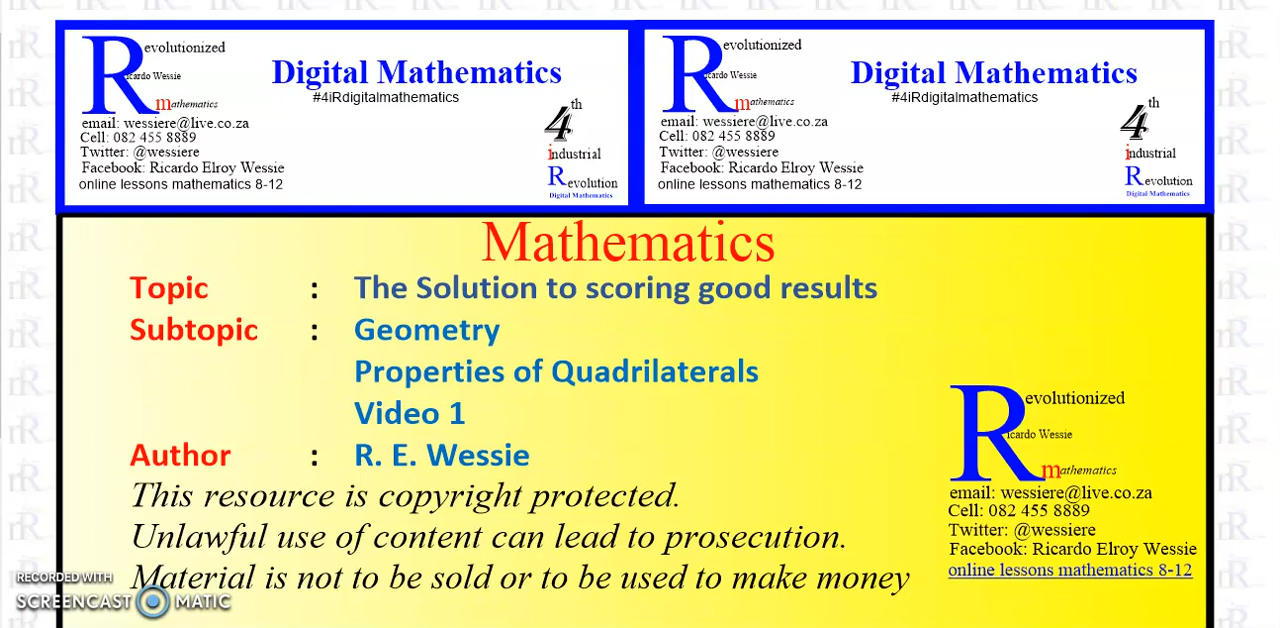 Revolutionized
Ricardo Wessie
mathematics
Digital Mathematics
#4iRdigitalmathematics
email: wessiere@live.co.za
Cell: 082 455 8889
Twitter: @wessiere
Facebook: Ricardo Elroy Wessie
online lessons mathematics 8-12
4th
industrial
Revolution
Digital Mathematics
Revolutionized
Ricardo Wessie
mathematics
Digital Mathematics
#4iRdigitalmathematics
email: wessiere@live.co.za
Cell: 082 455 8889
Twitter: @wessiere
Facebook: Ricardo Elroy Wessie
online lessons mathematics 8-12
4th
industrial
Revolution
Digital Mathematics
Mathematics
Topic : The Solution to scoring good results
Subtopic : Geometry
Properties of Quadrilaterals
Video 1
Author : R. E. Wessie
This resource is copyright protected.
Unlawful use of content can lead to prosecution.
Material is not to be sold or to be used to make money
Revolutionized
Ricardo Wessie
mathematics
email: wessiere@live.co.za
Cell: 082 455 8889
Twitter: @wessiere
Facebook: Ricardo Elroy Wessie
online lessons mathematics 8-12
RECORDED WITH
SCREENCAST MATIC